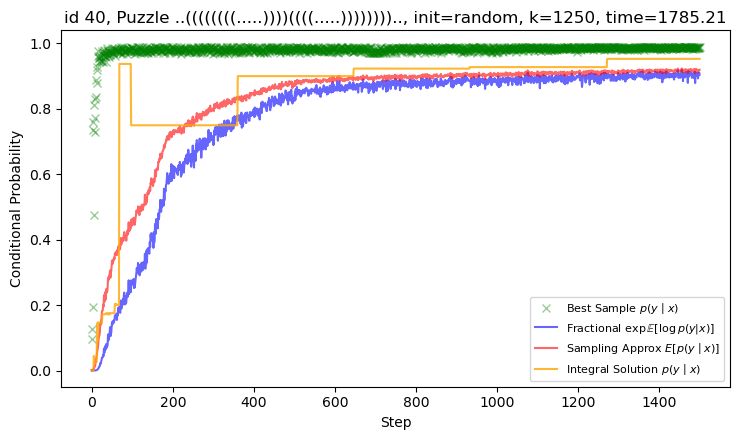 id 40, Puzzle ..((((((((.....))))((((.....)))))))).., init=random, k=1250, time=1785.21
1.0
0.8
0.6
0.4
0.2
0.0
Conditional Probability
Best Sample p(y | x)
Fractional exp𝔼[log p(y|x)]
Sampling Approx E[p(y | x)]
Integral Solution p(y | x)
0 200 400 600 800 1000 1200 1400
Step